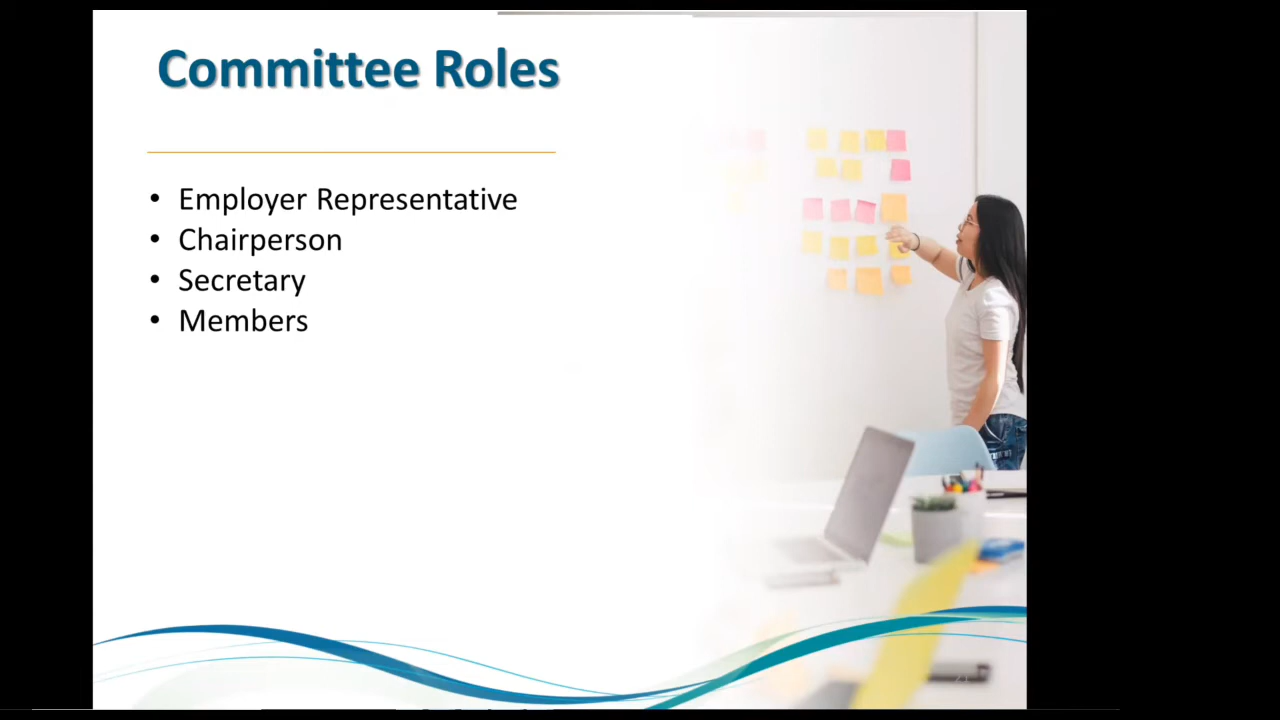 Committee Roles
• Employer Representative
• Chairperson
• Secretary
• Members